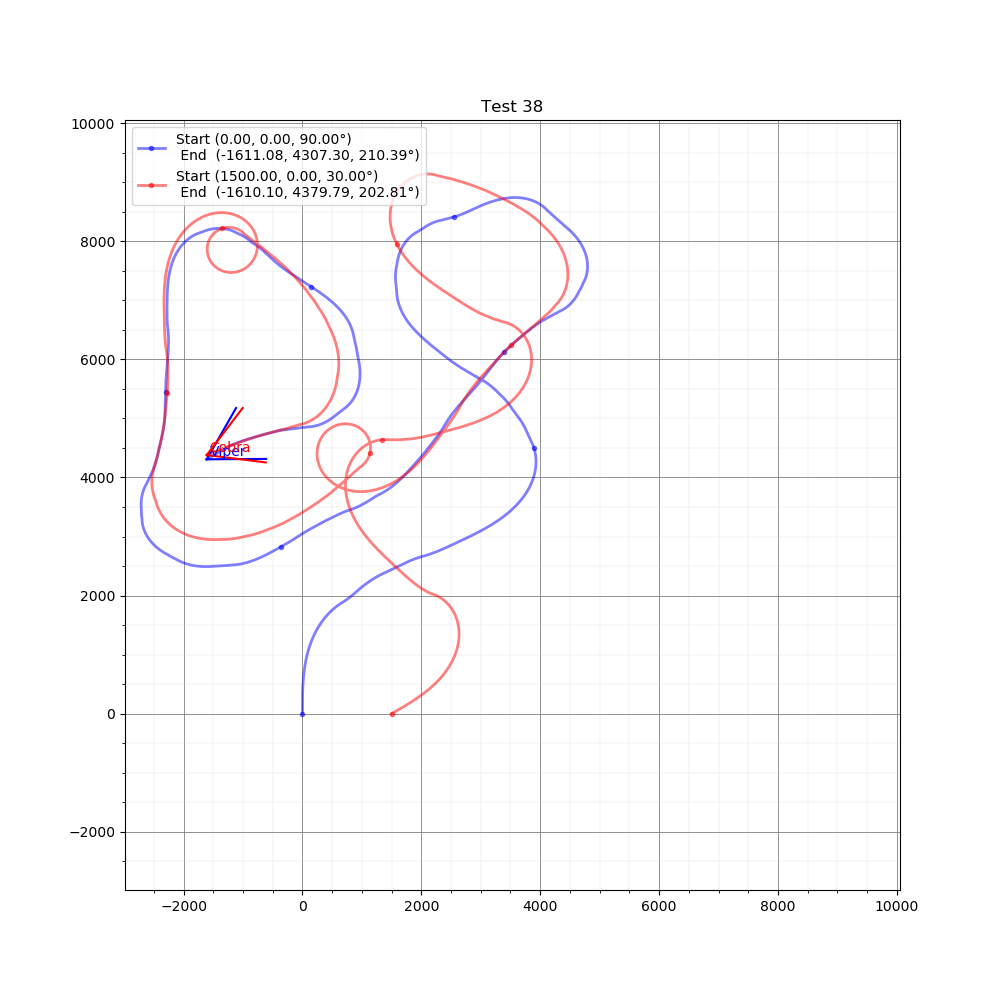 Test 38
10000
Start (0.00, 0.00, 90.00°)
End (-1611.08, 4307.30, 210.39°)
Start (1500.00, 0.00, 30.00°)
End (-1610.10, 4379.79, 202.81°)
8000
6000
Cobra
Viper
4000
2000
0
−2000
−2000 0 2000 4000 6000 8000 10000